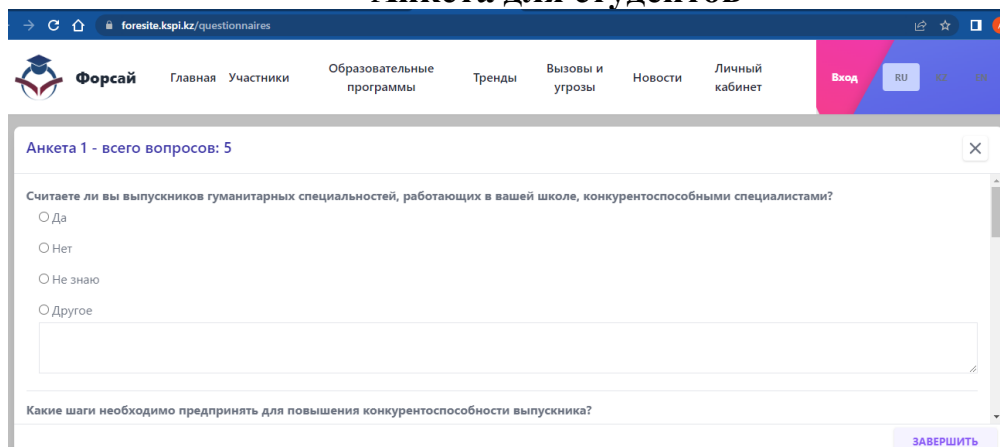 Анкета для студентов
foresite.kspi.kz/questionnaires
Форсай
Главная
Участники
Образовательные
программы
Тренды
Вызовы и
угрозы
Новости
Личный
кабинет
Вход
RU
Анкета 1 - всего вопросов: 5
Считаете ли вы выпускников гуманитарных специальностей, работающих в вашей школе, конкурентоспособными специалистами?
Да
Нет
Не знаю
Другое
Какие шаги необходимо предпринять для повышения конкурентоспособности выпускника?
ЗАВЕРШИТЬ